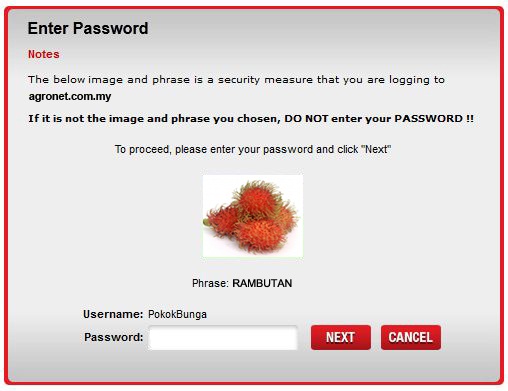 Enter Password
Notes
The below image and phrase is a security measure that you are logging to
agronet.com.my
If it is not the image and phrase you chosen, DO NOT enter your PASSWORD !!
To proceed, please enter your password and click "Next"
Phrase: RAMBUTAN
Username: PokokBunga
Password: NEXT CANCEL